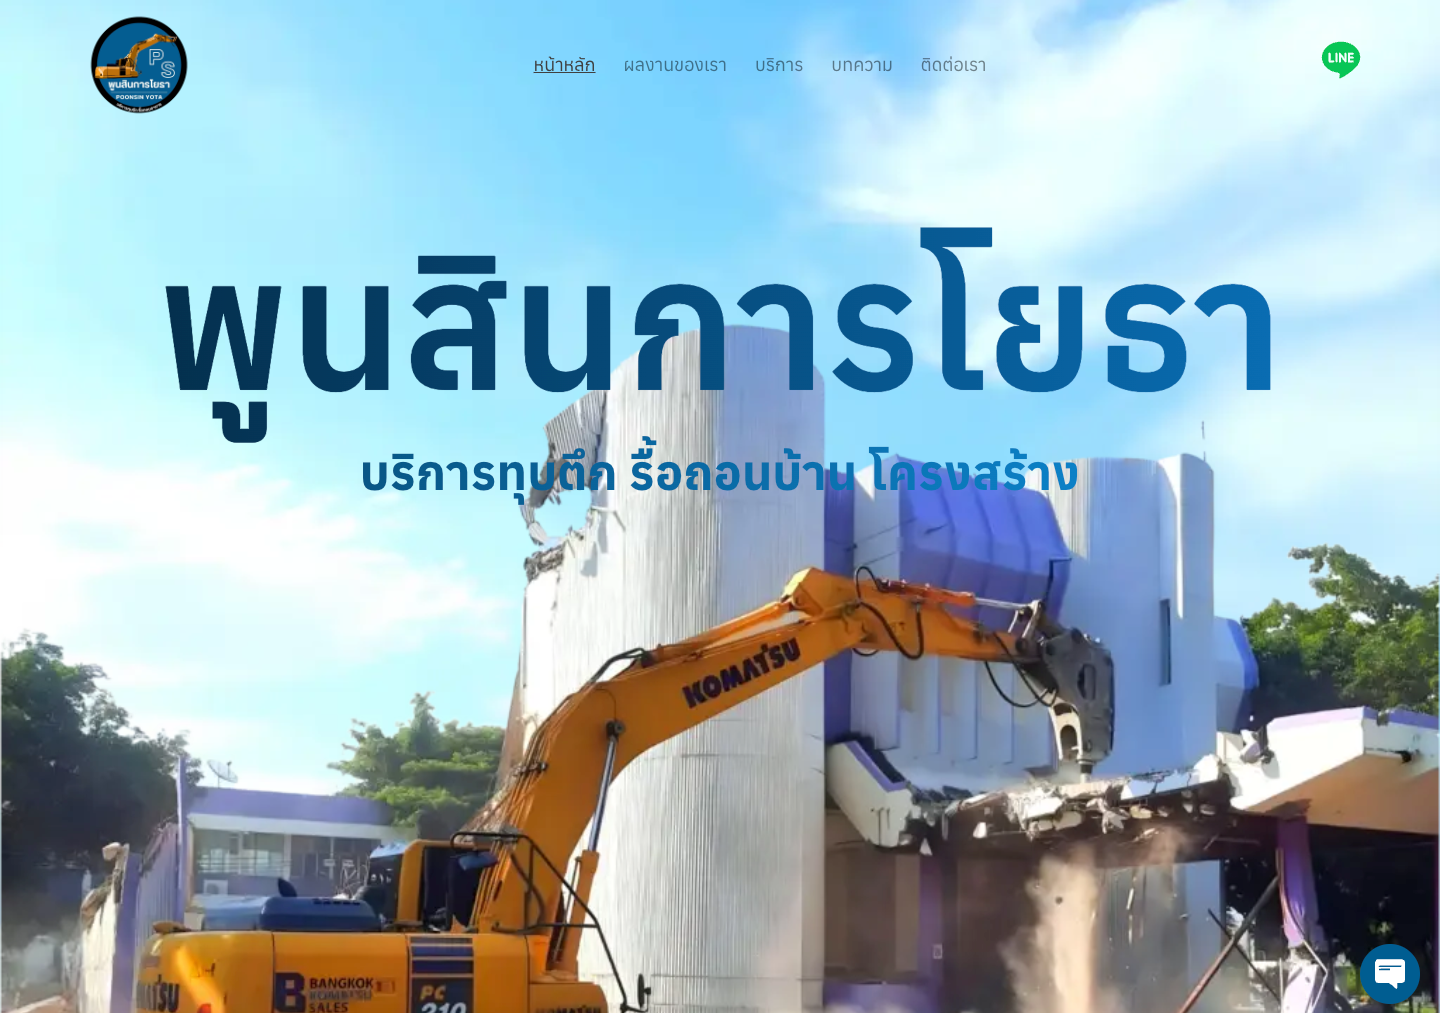 PS
พูนสินการโยธา
POONSIN YOTA
หน้าหลัก
ผลงานของเรา
บริการ
บทความ
ติดต่อเรา
LINE
พูนสินการโยธา
บริการทุบตึก รื้อถอนบ้าน โครงสร้าง
KOMATSU
BANGKOK
KOMATSU
SALES
PC
210